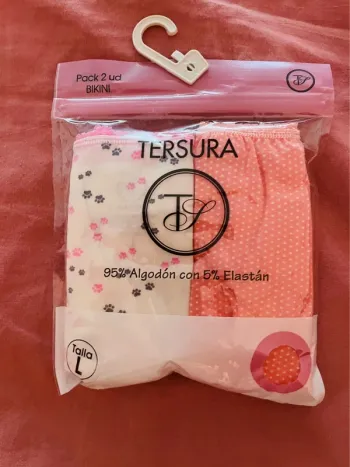 Pack 2 ud
BIKINI
TERSURA
TS
95% Algodón con 5% Elastán
Talla
L